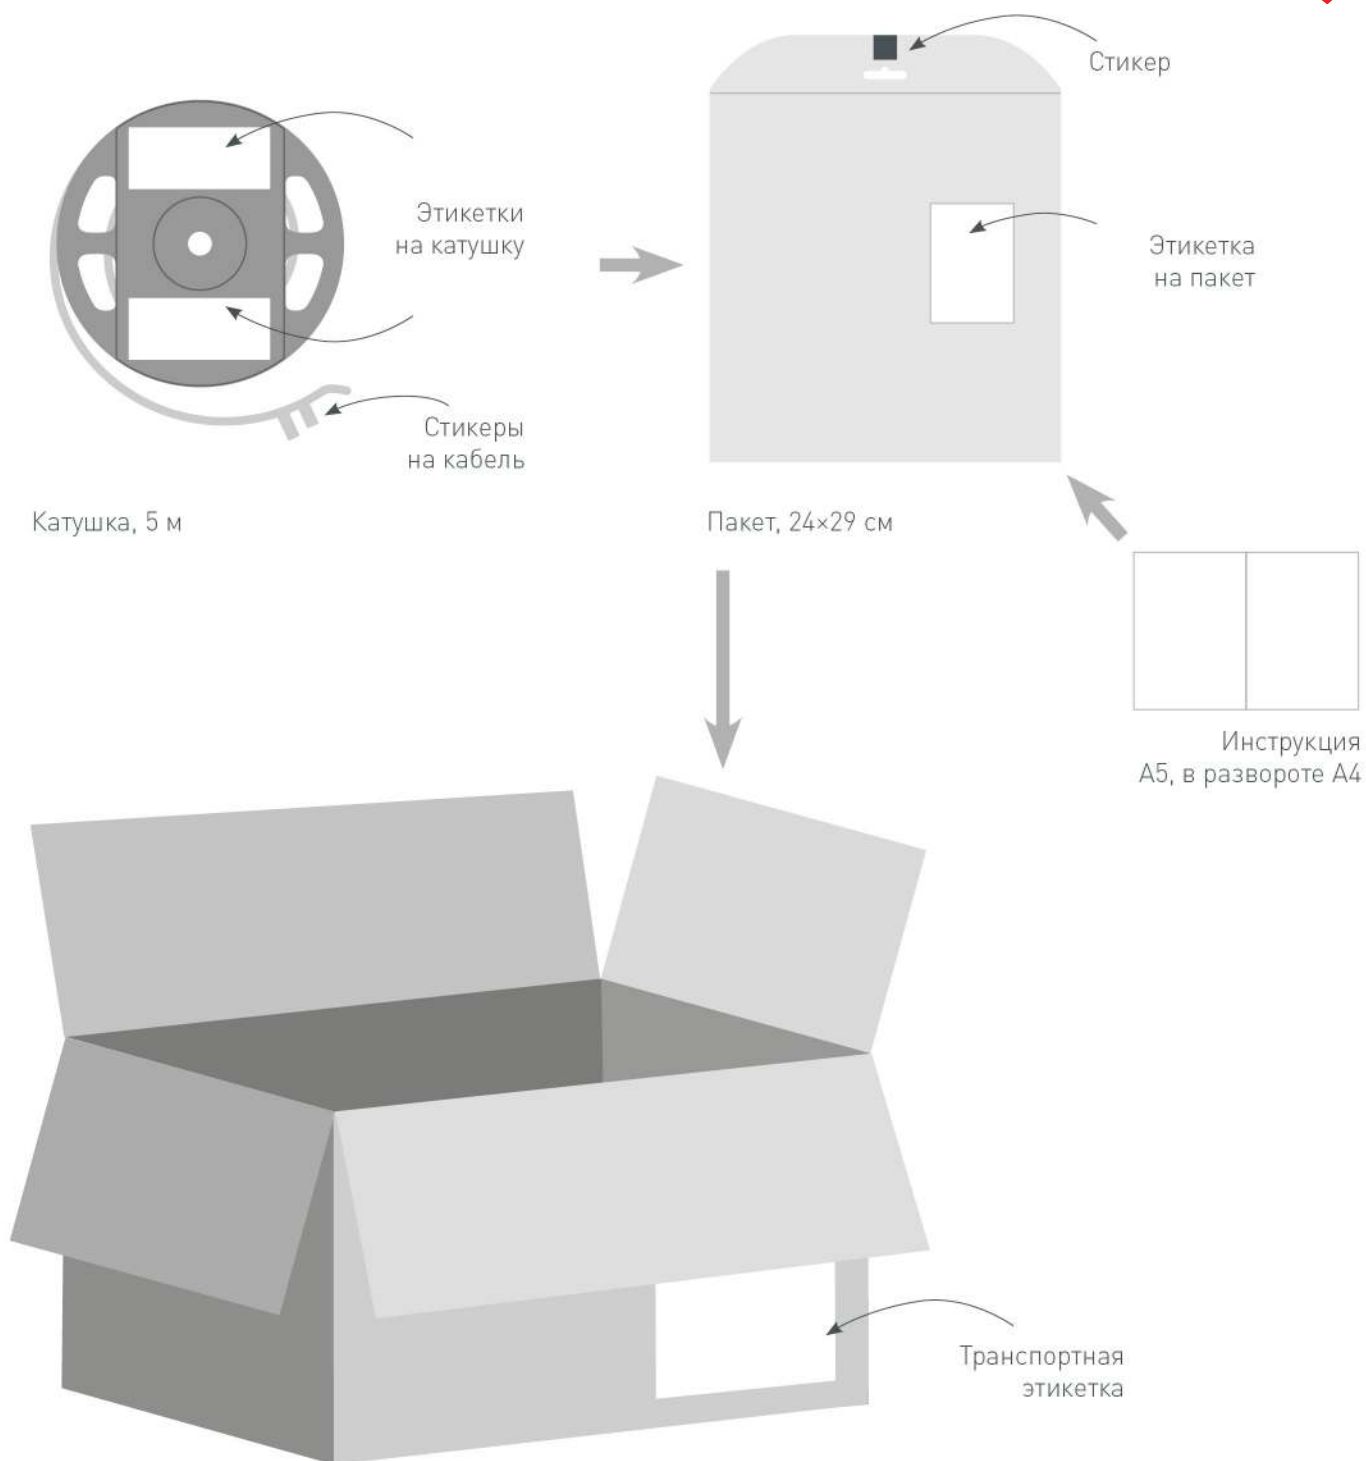 Стикер
Этикетки
на катушку
Этикетка
на пакет
Стикеры
на кабель
Катушка, 5 м
Пакет, 24×29 см
Инструкция
А5, в развороте А4
Транспортная
этикетка